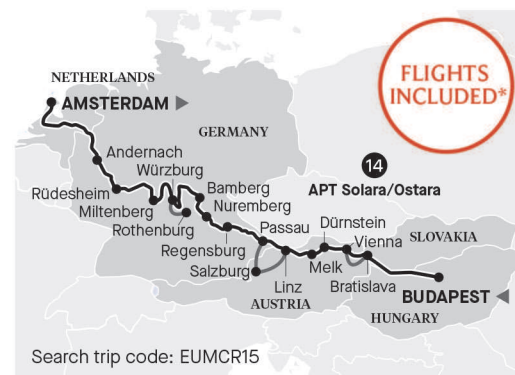 FLIGHTS
INCLUDED*
NETHERLANDS
AMSTERDAM
GERMANY
14
APT Solara/Ostara
Andernach
Würzburg
Rüdesheim
Miltenberg
Rothenburg
Bamberg
Nuremberg
Regensburg
Passau
Salzburg
Linz
AUSTRIA
Melk
Dürnstein
Vienna
SLOVAKIA
Bratislava
BUDAPEST
HUNGARY
Search trip code: EUMCR15